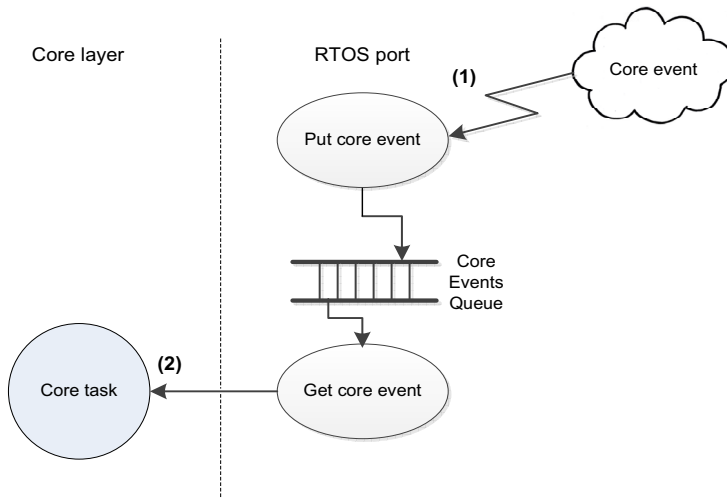 Core layer
RTOS port
(1)
Core event
Put core event
Core
Events
Queue
(2)
Core task
Get core event